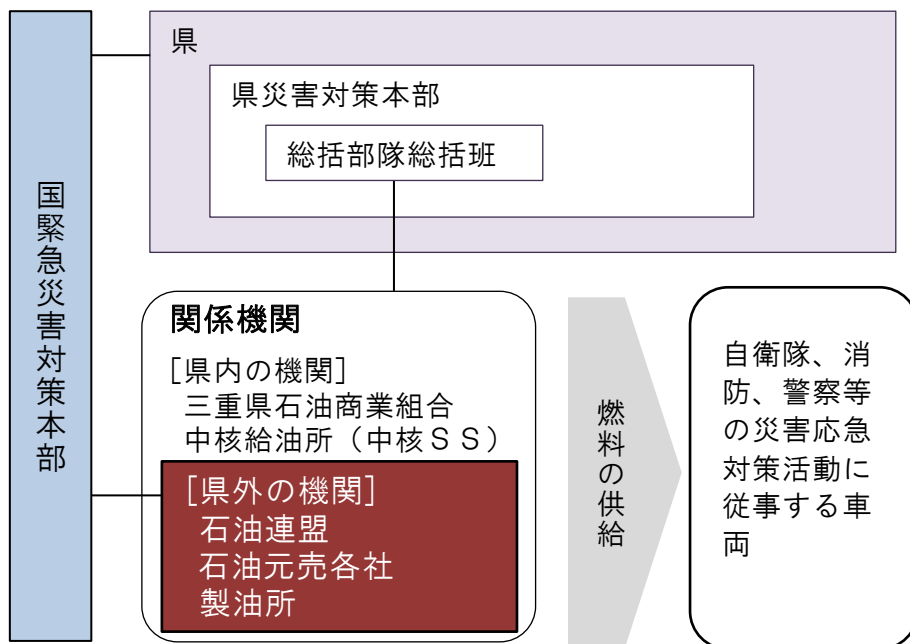 県
県災害対策本部
総括部隊総括班
国緊急災害対策本部
関係機関
[県内の機関]
三重県石油商業組合
中核給油所（中核ＳＳ）
[県外の機関]
石油連盟
石油元売各社
製油所
燃料の供給
自衛隊、消
防、警察等
の災害応急
対策活動に
従事する車
両